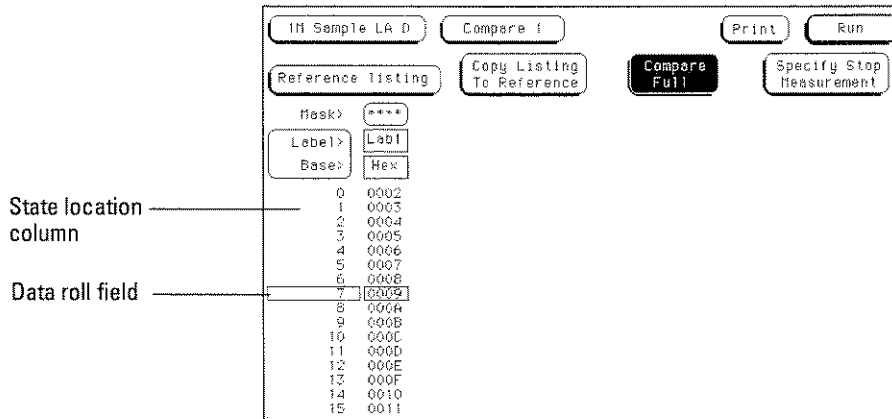 1M Sample LA D Compare 1 Print Run
Reference listing Copy Listing To Reference Compare Full Specify Stop Measurement
Mask> ****
Label> Lab1
Base> Hex
State location column
Data roll field
0 0002
1 0003
2 0004
3 0005
4 0006
5 0007
6 0008
7 0009
8 000A
9 000B
10 000C
11 000D
12 000E
13 000F
14 0010
15 0011